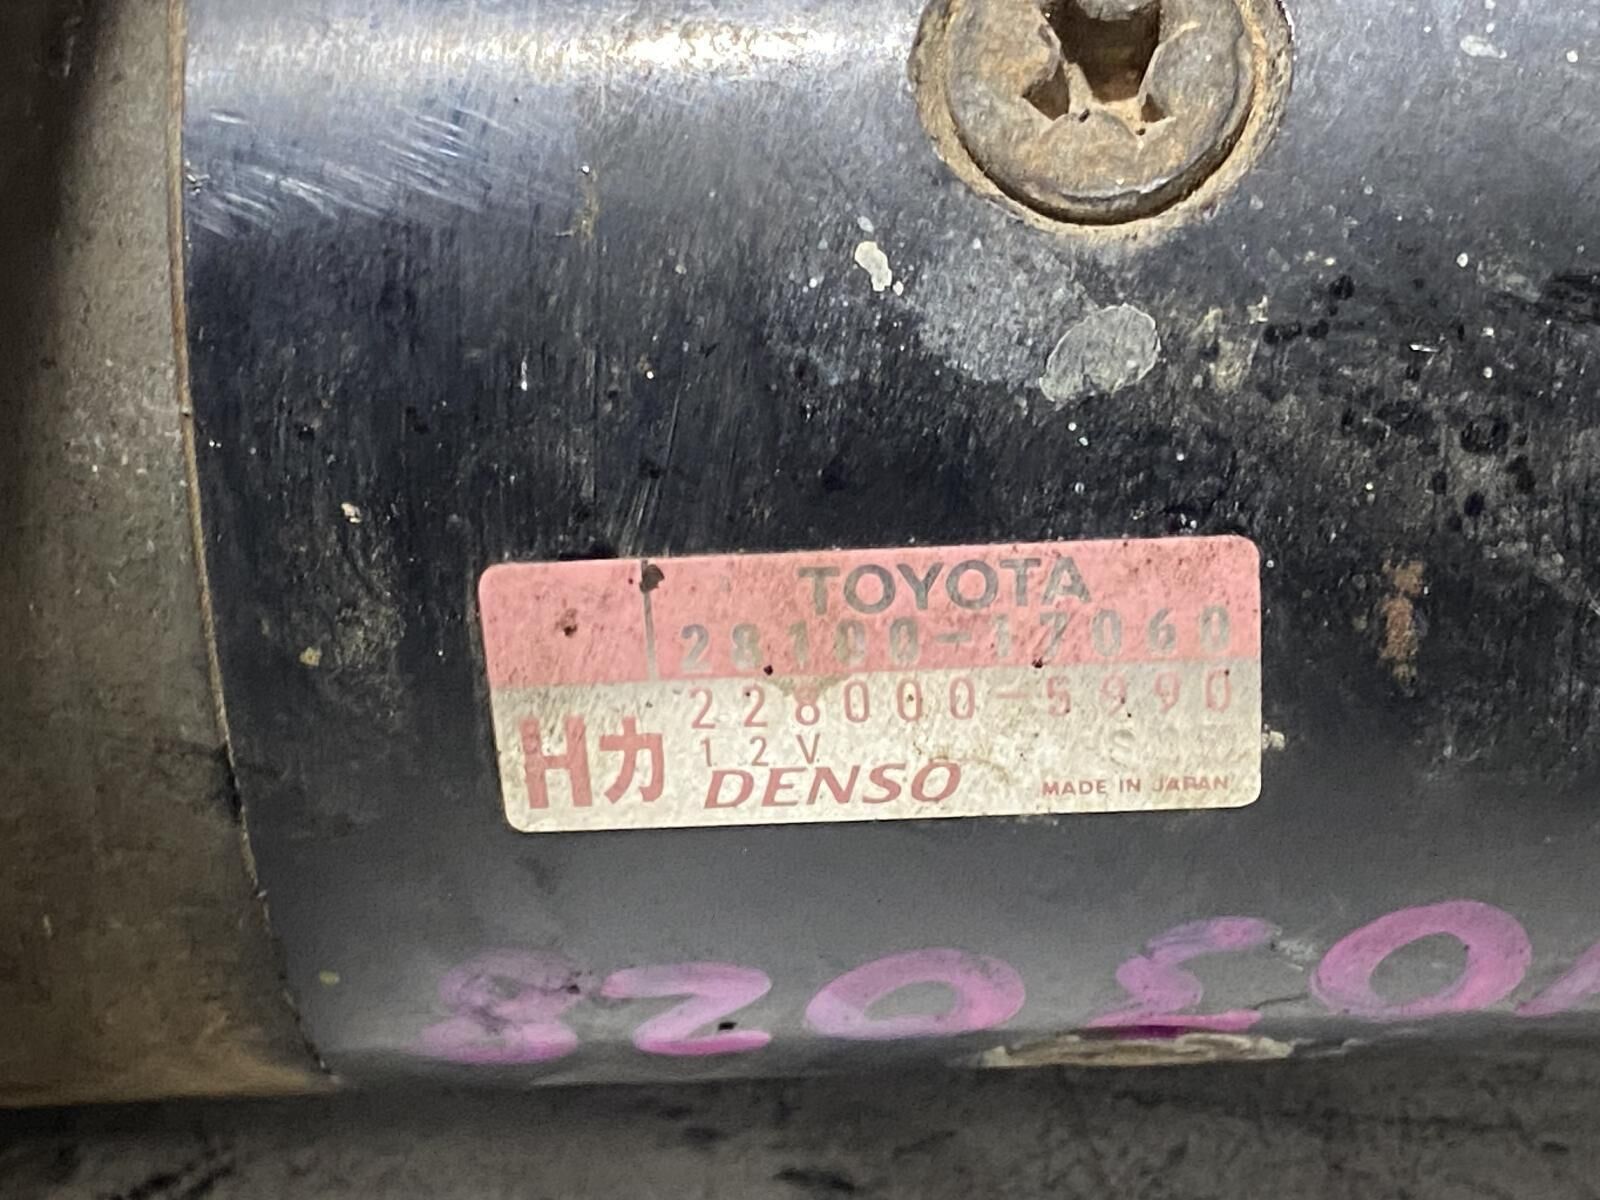 TOYOTA
28100-17060
228000-5990
Hカ 12V
DENSO MADE IN JAPAN